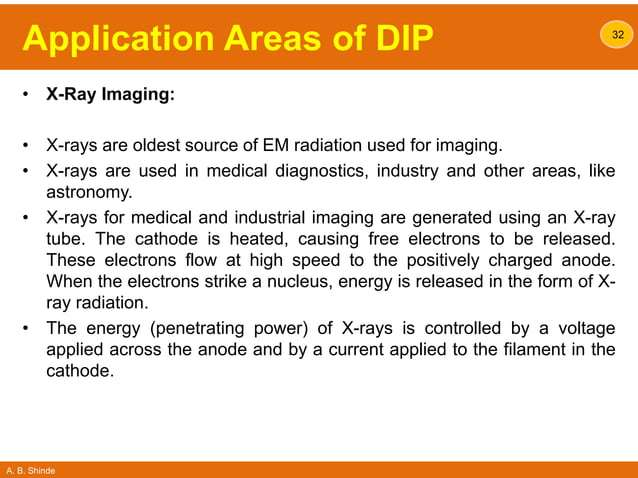 Application Areas of DIP
32
• X-Ray Imaging:
• X-rays are oldest source of EM radiation used for imaging.
• X-rays are used in medical diagnostics, industry and other areas, like
astronomy.
• X-rays for medical and industrial imaging are generated using an X-ray
tube. The cathode is heated, causing free electrons to be released.
These electrons flow at high speed to the positively charged anode.
When the electrons strike a nucleus, energy is released in the form of X-
ray radiation.
• The energy (penetrating power) of X-rays is controlled by a voltage
applied across the anode and by a current applied to the filament in the
cathode.
A. B. Shinde